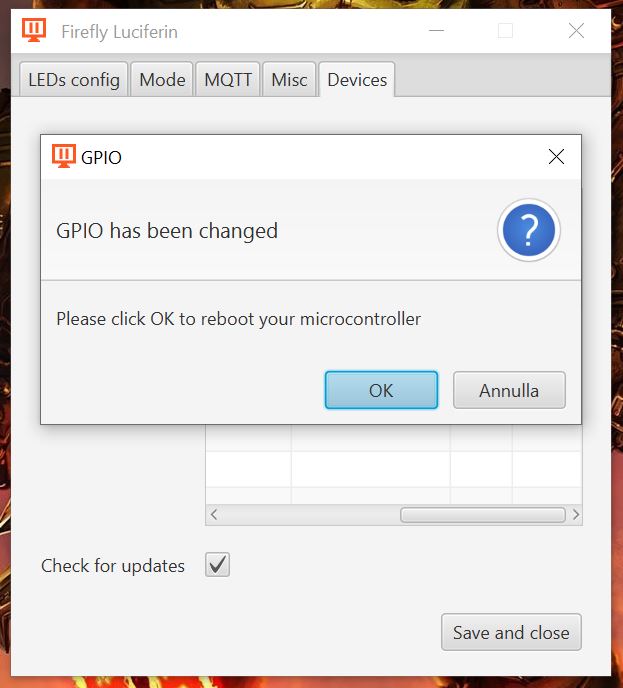 Firefly Luciferin
LEDs config Mode MQTT Misc Devices
GPIO
GPIO has been changed
?
Please click OK to reboot your microcontroller
OK Annulla
Check for updates
Save and close